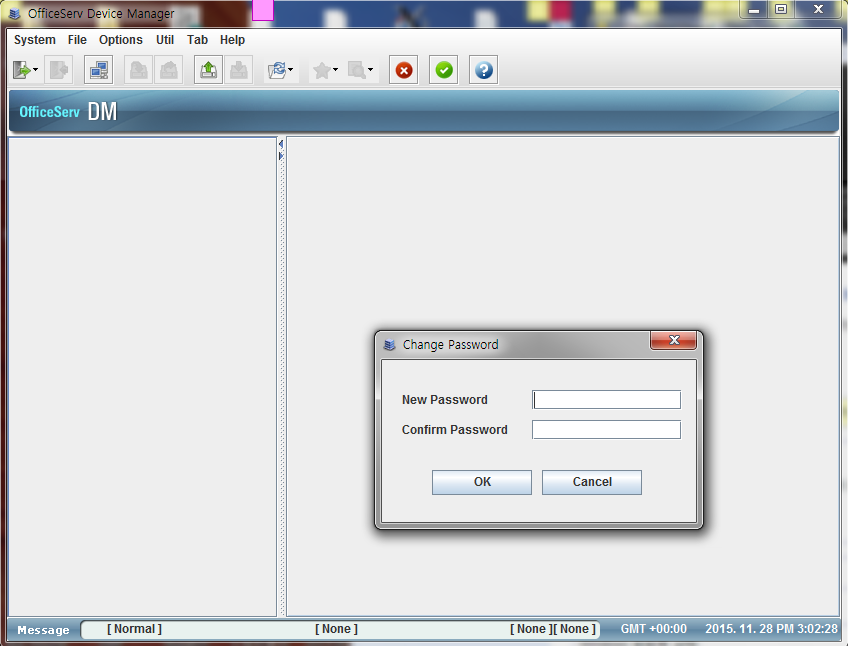 OfficeServ Device Manager
System File Options Util Tab Help
OfficeServ DM
Change Password
New Password
Confirm Password
OK Cancel
Message [ Normal ] [ None ] [ None ][ None ] GMT +00:00 2015. 11. 28 PM 3:02:28